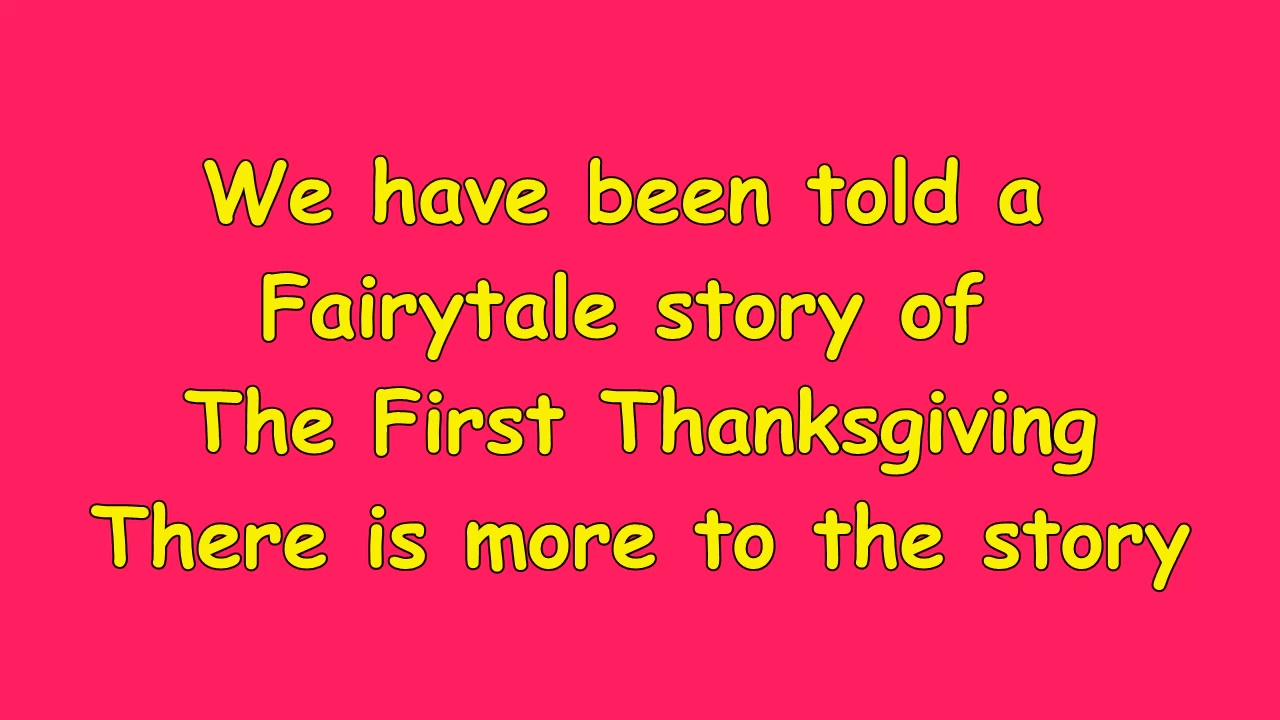 We have been told a
Fairytale story of
The First Thanksgiving
There is more to the story